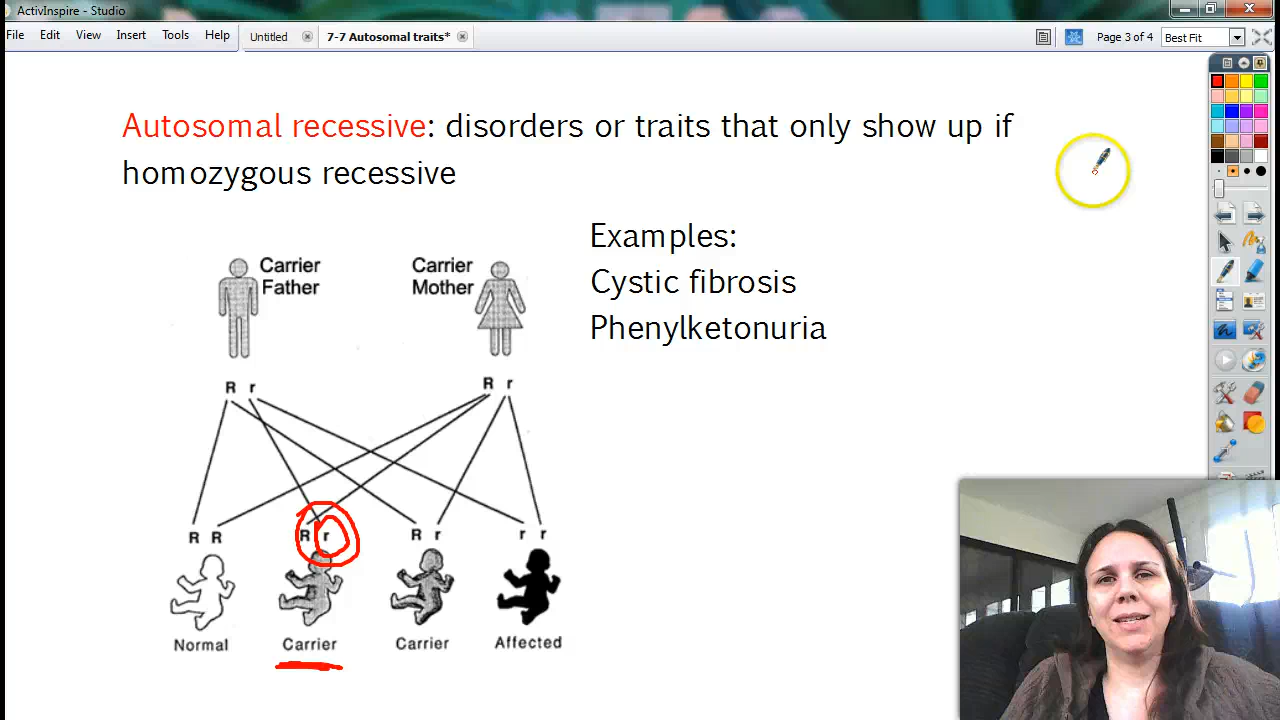 ActivInspire - Studio
File Edit View Insert Tools Help Untitled 7-7 Autosomal traits* Page 3 of 4 Best Fit
Autosomal recessive: disorders or traits that only show up if
homozygous recessive
Examples:
Cystic fibrosis
Phenylketonuria
Carrier
Father
Carrier
Mother
R r
R r
R R
R r
R r
r r
Normal
Carrier
Carrier
Affected